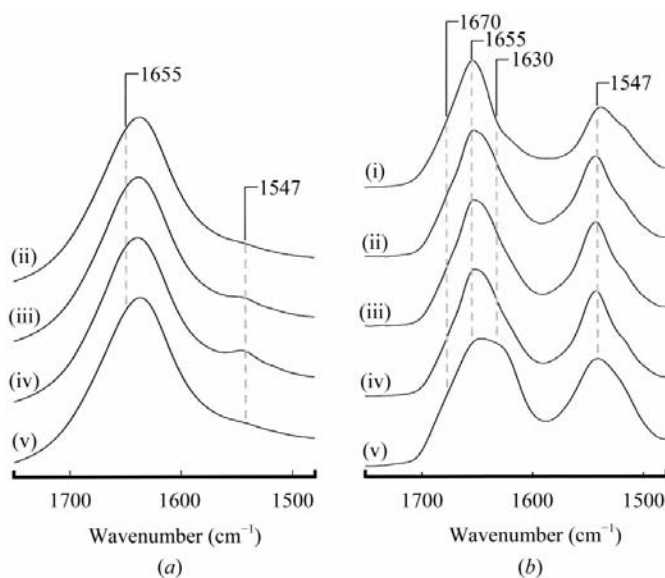 1655
1547
(ii)
(iii)
(iv)
(v)
1700 1600 1500
Wavenumber (cm⁻¹)
(a)
1670
1655
1630
1547
(i)
(ii)
(iii)
(iv)
(v)
1700 1600 1500
Wavenumber (cm⁻¹)
(b)